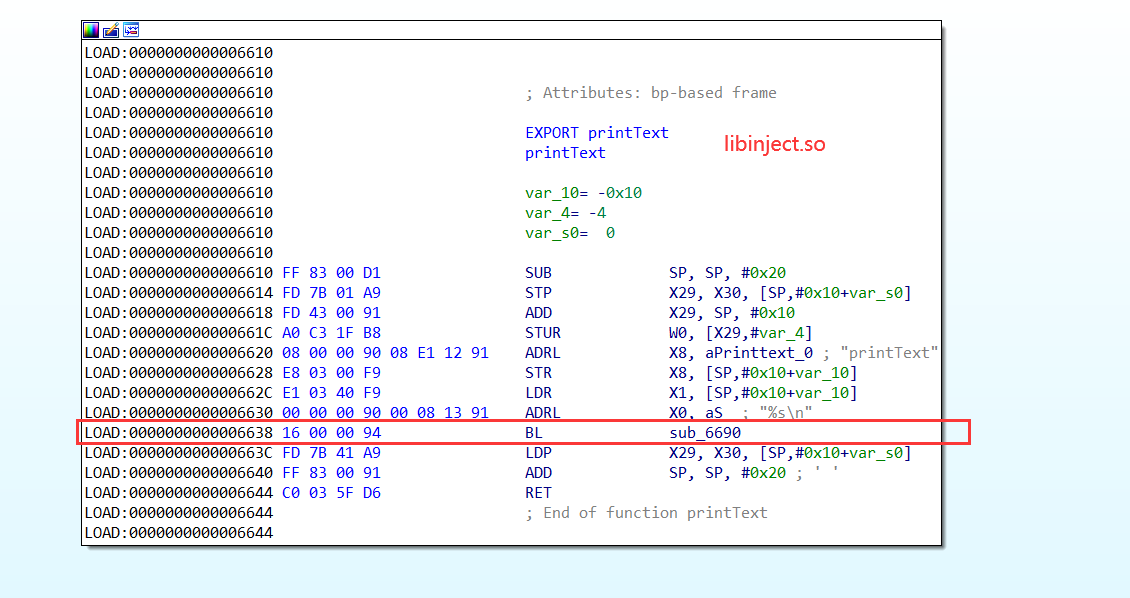 LOAD:0000000000006610
LOAD:0000000000006610
LOAD:0000000000006610 ; Attributes: bp-based frame
LOAD:0000000000006610
LOAD:0000000000006610 EXPORT printText
libinject.so
LOAD:0000000000006610 printText
LOAD:0000000000006610
LOAD:0000000000006610 var_10= -0x10
LOAD:0000000000006610 var_4= -4
LOAD:0000000000006610 var_s0= 0
LOAD:0000000000006610
LOAD:0000000000006610 FF 83 00 D1 SUB SP, SP, #0x20
LOAD:0000000000006614 FD 7B 01 A9 STP X29, X30, [SP,#0x10+var_s0]
LOAD:0000000000006618 FD 43 00 91 ADD X29, SP, #0x10
LOAD:000000000000661C A0 C3 1F B8 STUR W0, [X29,#var_4]
LOAD:0000000000006620 08 00 00 90 08 E1 12 91 ADRL X8, aPrinttext_0 ; "printText"
LOAD:0000000000006628 E8 03 00 F9 STR X8, [SP,#0x10+var_10]
LOAD:000000000000662C E1 03 40 F9 LDR X1, [SP,#0x10+var_10]
LOAD:0000000000006630 00 00 00 90 00 08 13 91 ADRL X0, aS ; "%s\n"
LOAD:0000000000006638 16 00 00 94 BL sub_6690
LOAD:000000000000663C FD 7B 41 A9 LDP X29, X30, [SP,#0x10+var_s0]
LOAD:0000000000006640 FF 83 00 91 ADD SP, SP, #0x20 ; ' '
LOAD:0000000000006644 C0 03 5F D6 RET
LOAD:0000000000006644 ; End of function printText
LOAD:0000000000006644